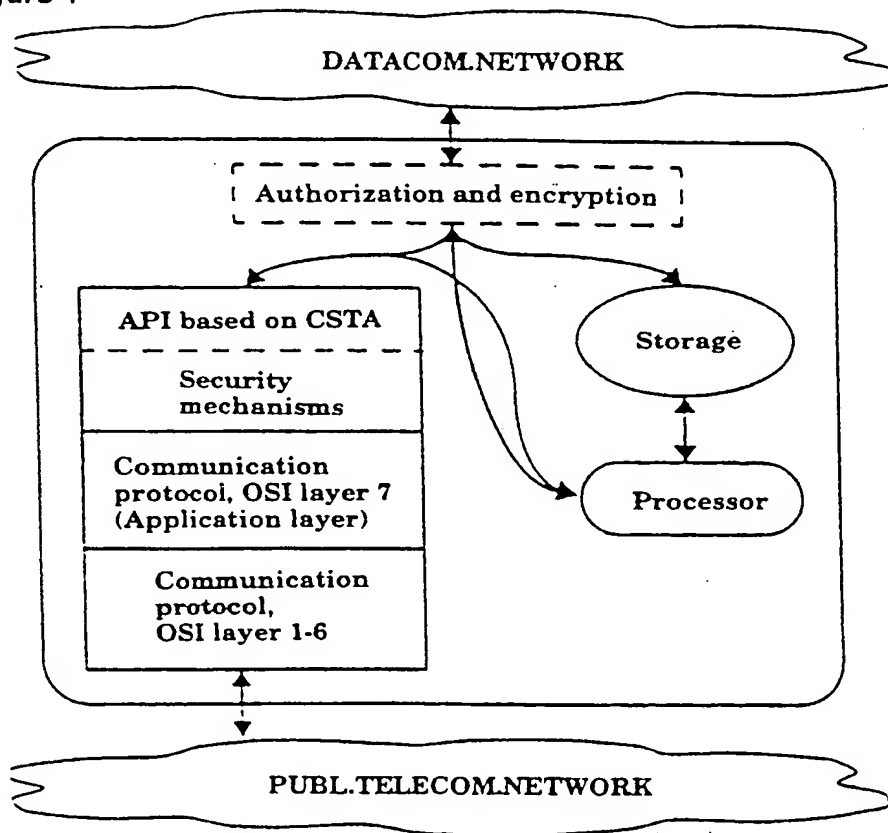 DATACOM.NETWORK
Authorization and encryption
API based on CSTA
Security
mechanisms
Communication
protocol, OSI layer 7
(Application layer)
Communication
protocol,
OSI layer 1-6
Storage
Processor
PUBL.TELECOM.NETWORK